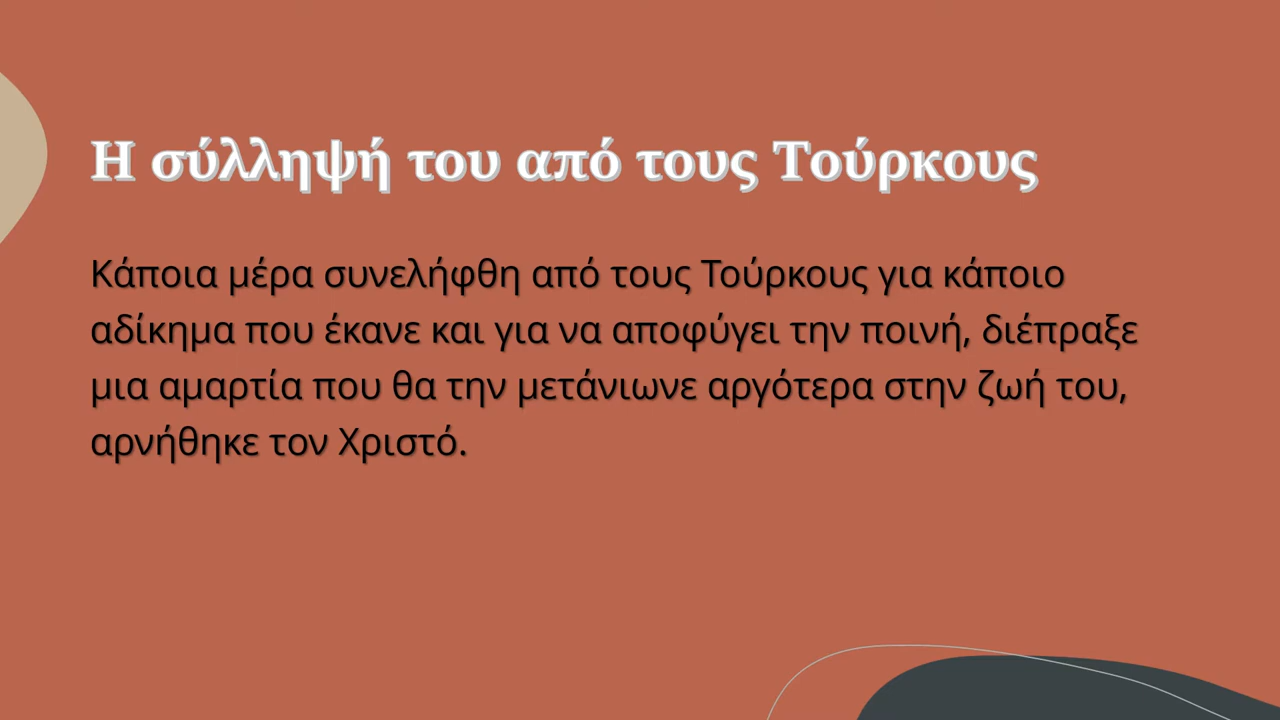 Η σύλληψή του από τους Τούρκους
Κάποια μέρα συνελήφθη από τους Τούρκους για κάποιο
αδίκημα που έκανε και για να αποφύγει την ποινή, διέπραξε
μια αμαρτία που θα την μετάνιωνε αργότερα στην ζωή του,
αρνήθηκε τον Χριστό.